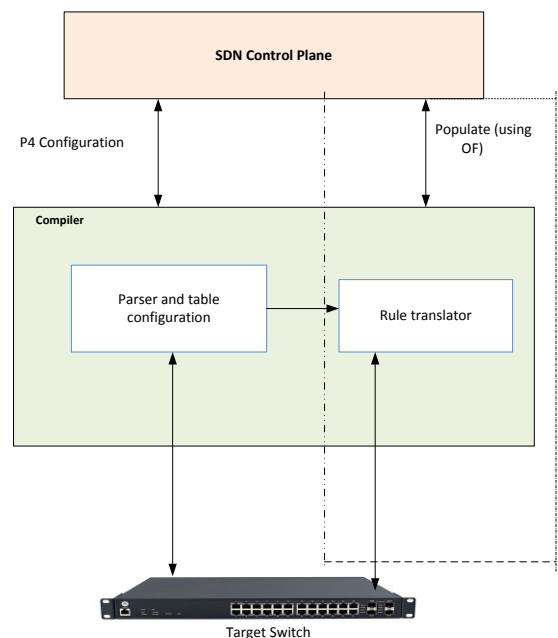 SDN Control Plane
P4 Configuration
Populate (using
OF)
Compiler
Parser and table
configuration
Rule translator
Target Switch